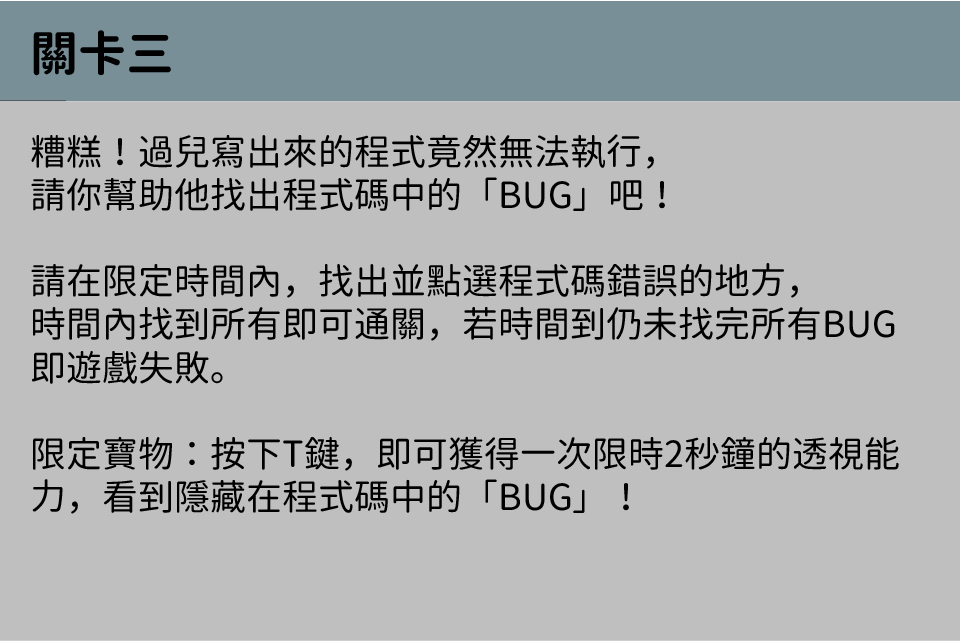 關卡三
糟糕！過兒寫出來的程式竟然無法執行，
請你幫助他找出程式碼中的「BUG」吧！
請在限定時間內，找出並點選程式碼錯誤的地方，
時間內找到所有即可通關，若時間到仍未找完所有BUG
即遊戲失敗。
限定寶物：按下T鍵，即可獲得一次限時2秒鐘的透視能
力，看到隱藏在程式碼中的「BUG」！